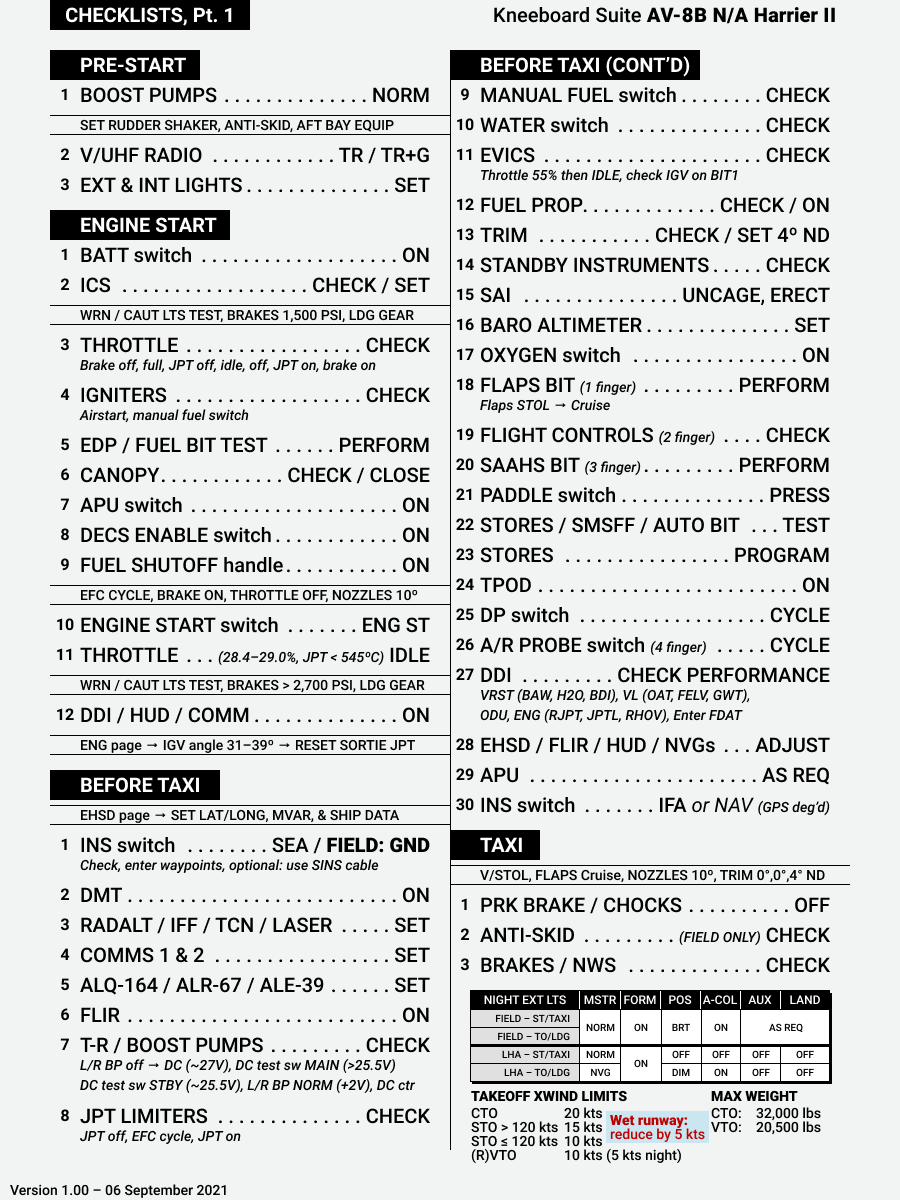 CHECKLISTS, Pt. 1
Kneeboard Suite AV-8B N/A Harrier II
PRE-START
1 BOOST PUMPS . . . . . . . . . . . . . . NORM
SET RUDDER SHAKER, ANTI-SKID, AFT BAY EQUIP
2 V/UHF RADIO . . . . . . . . . . . . TR / TR+G
3 EXT & INT LIGHTS . . . . . . . . . . . . . SET
ENGINE START
1 BATT switch . . . . . . . . . . . . . . . . . . . ON
2 ICS . . . . . . . . . . . . . . . . . . CHECK / SET
WRN / CAUT LTS TEST, BRAKES 1,500 PSI, LDG GEAR
3 THROTTLE . . . . . . . . . . . . . . . . . CHECK
Brake off, full, JPT off, idle, off, JPT on, brake on
4 IGNITERS . . . . . . . . . . . . . . . . . . CHECK
Airstart, manual fuel switch
5 EDP / FUEL BIT TEST . . . . . . PERFORM
6 CANOPY. . . . . . . . . . . . CHECK / CLOSE
7 APU switch . . . . . . . . . . . . . . . . . . . . ON
8 DECS ENABLE switch . . . . . . . . . . . . ON
9 FUEL SHUTOFF handle. . . . . . . . . . . ON
EFC CYCLE, BRAKE ON, THROTTLE OFF, NOZZLES 10º
10 ENGINE START switch . . . . . . . ENG ST
11 THROTTLE . . . (28.4–29.0%, JPT < 545ºC) IDLE
WRN / CAUT LTS TEST, BRAKES > 2,700 PSI, LDG GEAR
12 DDI / HUD / COMM . . . . . . . . . . . . . . ON
ENG page → IGV angle 31–39º → RESET SORTIE JPT
BEFORE TAXI
EHSD page → SET LAT/LONG, MVAR, & SHIP DATA
1 INS switch . . . . . . . . SEA / FIELD: GND
Check, enter waypoints, optional: use SINS cable
2 DMT . . . . . . . . . . . . . . . . . . . . . . . . . . ON
3 RADALT / IFF / TCN / LASER . . . . . SET
4 COMMS 1 & 2 . . . . . . . . . . . . . . . . . SET
5 ALQ-164 / ALR-67 / ALE-39 . . . . . . SET
6 FLIR . . . . . . . . . . . . . . . . . . . . . . . . . . ON
7 T-R / BOOST PUMPS . . . . . . . . . CHECK
L/R BP off → DC (~27V), DC test sw MAIN (>25.5V)
DC test sw STBY (~25.5V), L/R BP NORM (+2V), DC ctr
8 JPT LIMITERS . . . . . . . . . . . . . . CHECK
JPT off, EFC cycle, JPT on
BEFORE TAXI (CONT’D)
9 MANUAL FUEL switch . . . . . . . . CHECK
10 WATER switch . . . . . . . . . . . . . . CHECK
11 EVICS . . . . . . . . . . . . . . . . . . . . . CHECK
Throttle 55% then IDLE, check IGV on BIT1
12 FUEL PROP. . . . . . . . . . . . . CHECK / ON
13 TRIM . . . . . . . . . . . CHECK / SET 4º ND
14 STANDBY INSTRUMENTS . . . . . CHECK
15 SAI . . . . . . . . . . . . . . . UNCAGE, ERECT
16 BARO ALTIMETER . . . . . . . . . . . . . . SET
17 OXYGEN switch . . . . . . . . . . . . . . . . ON
18 FLAPS BIT (1 finger) . . . . . . . . . PERFORM
Flaps STOL → Cruise
19 FLIGHT CONTROLS (2 finger) . . . . CHECK
20 SAAHS BIT (3 finger) . . . . . . . . . PERFORM
21 PADDLE switch . . . . . . . . . . . . . . PRESS
22 STORES / SMSFF / AUTO BIT . . . TEST
23 STORES . . . . . . . . . . . . . . . . PROGRAM
24 TPOD . . . . . . . . . . . . . . . . . . . . . . . . . ON
25 DP switch . . . . . . . . . . . . . . . . . . CYCLE
26 A/R PROBE switch (4 finger) . . . . . CYCLE
27 DDI . . . . . . . . . CHECK PERFORMANCE
VRST (BAW, H2O, BDI), VL (OAT, FELV, GWT),
ODU, ENG (RJPT, JPTL, RHOV), Enter FDAT
28 EHSD / FLIR / HUD / NVGs . . . ADJUST
29 APU . . . . . . . . . . . . . . . . . . . . . . AS REQ
30 INS switch . . . . . . . IFA or NAV (GPS deg’d)
TAXI
V/STOL, FLAPS Cruise, NOZZLES 10º, TRIM 0°,0°,4° ND
1 PRK BRAKE / CHOCKS . . . . . . . . . . OFF
2 ANTI-SKID . . . . . . . . . (FIELD ONLY) CHECK
3 BRAKES / NWS . . . . . . . . . . . . . CHECK
NIGHT EXT LTS MSTR FORM POS A-COL AUX LAND
FIELD – ST/TAXI NORM ON BRT ON AS REQ
FIELD – TO/LDG
LHA – ST/TAXI NORM ON OFF OFF OFF OFF
LHA – TO/LDG NVG DIM ON OFF OFF
TAKEOFF XWIND LIMITS
CTO 20 kts
STO > 120 kts 15 kts
STO ≤ 120 kts 10 kts
(R)VTO 10 kts (5 kts night)
Wet runway:
reduce by 5 kts
MAX WEIGHT
CTO: 32,000 lbs
VTO: 20,500 lbs
Version 1.00 – 06 September 2021